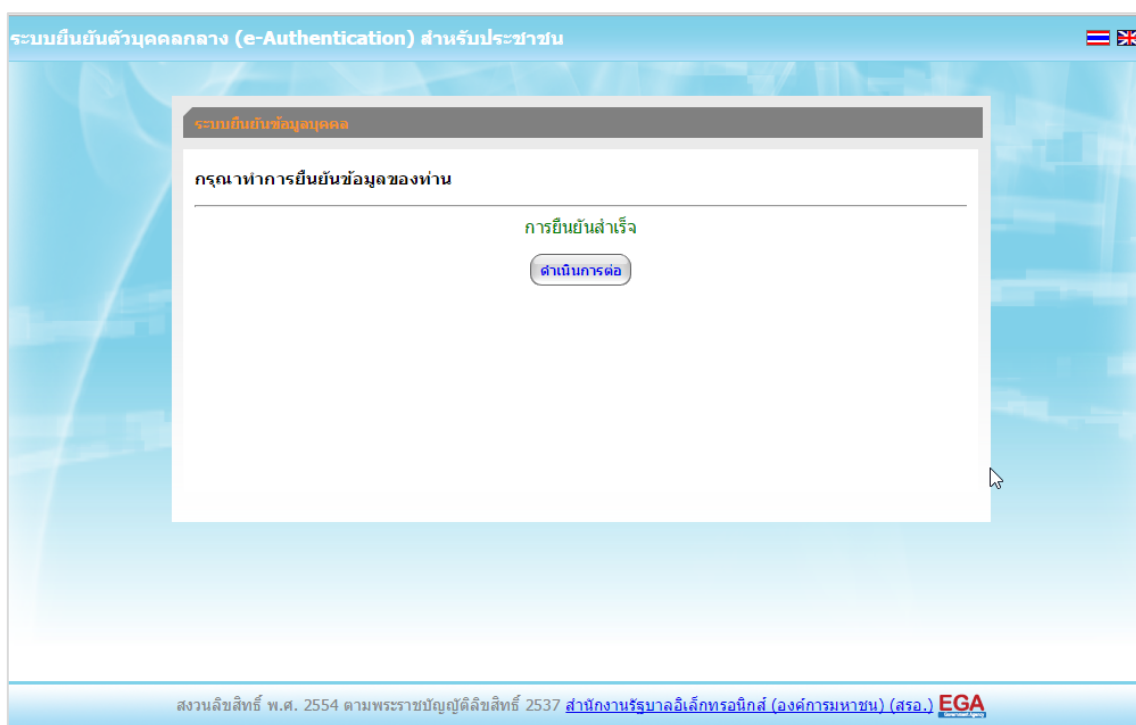 ระบบยืนยันตัวบุคคลกลาง (e-Authentication) สำหรับประชาชน
ระบบยืนยันข้อมูลบุคคล
กรุณาทำการยืนยันข้อมูลของท่าน
การยืนยันสำเร็จ
ดำเนินการต่อ
สงวนลิขสิทธิ์ พ.ศ. 2554 ตามพระราชบัญญัติลิขสิทธิ์ 2537 สำนักงานรัฐบาลอิเล็กทรอนิกส์ (องค์การมหาชน) (สรอ.) EGA